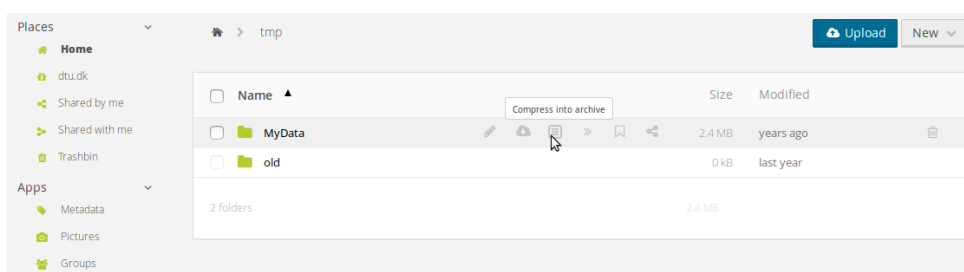 Places
Home
dtu.dk
Shared by me
Shared with me
Trashbin
Apps
Metadata
Pictures
Groups
> tmp
Upload
New
Name
Size
Modified
Compress into archive
MyData
2.4 MB
years ago
old
0 kB
last year
2 folders
2.4 MB